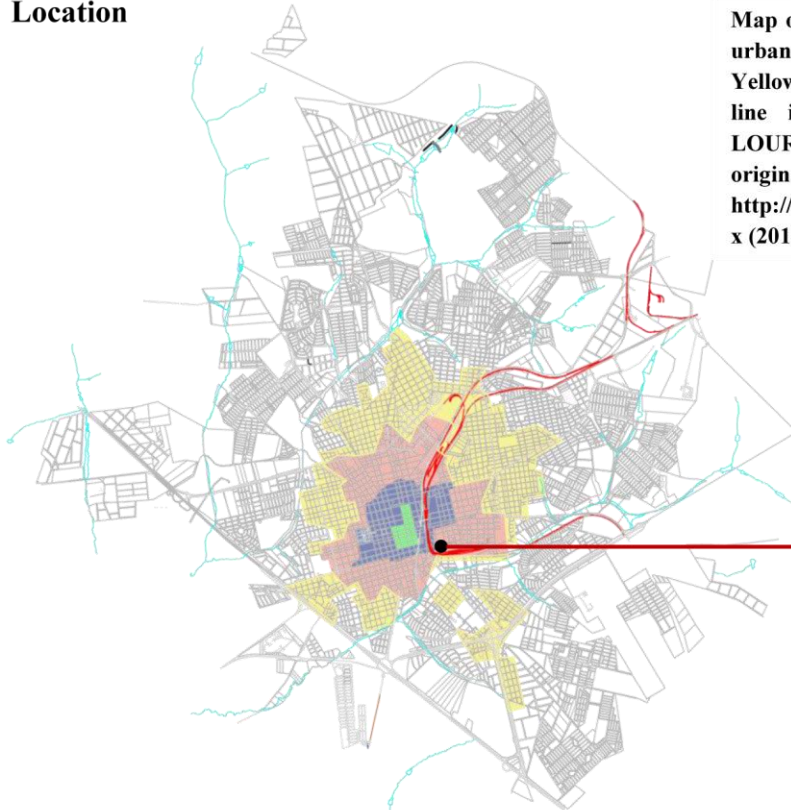 Location
Map o
urban
Yellow
line i
LOUR
origin
http://
x (201